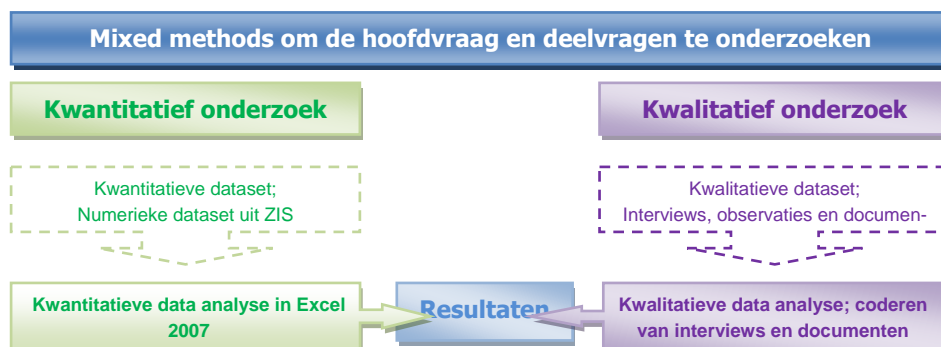 Mixed methods om de hoofdvraag en deelvragen te onderzoeken
Kwantitatief onderzoek
Kwalitatief onderzoek
Kwantitatieve dataset;
Numerieke dataset uit ZIS
Kwalitatieve dataset;
Interviews, observaties en documen-
Kwantitatieve data analyse in Excel
2007
Resultaten
Kwalitatieve data analyse; coderen
van interviews en documenten